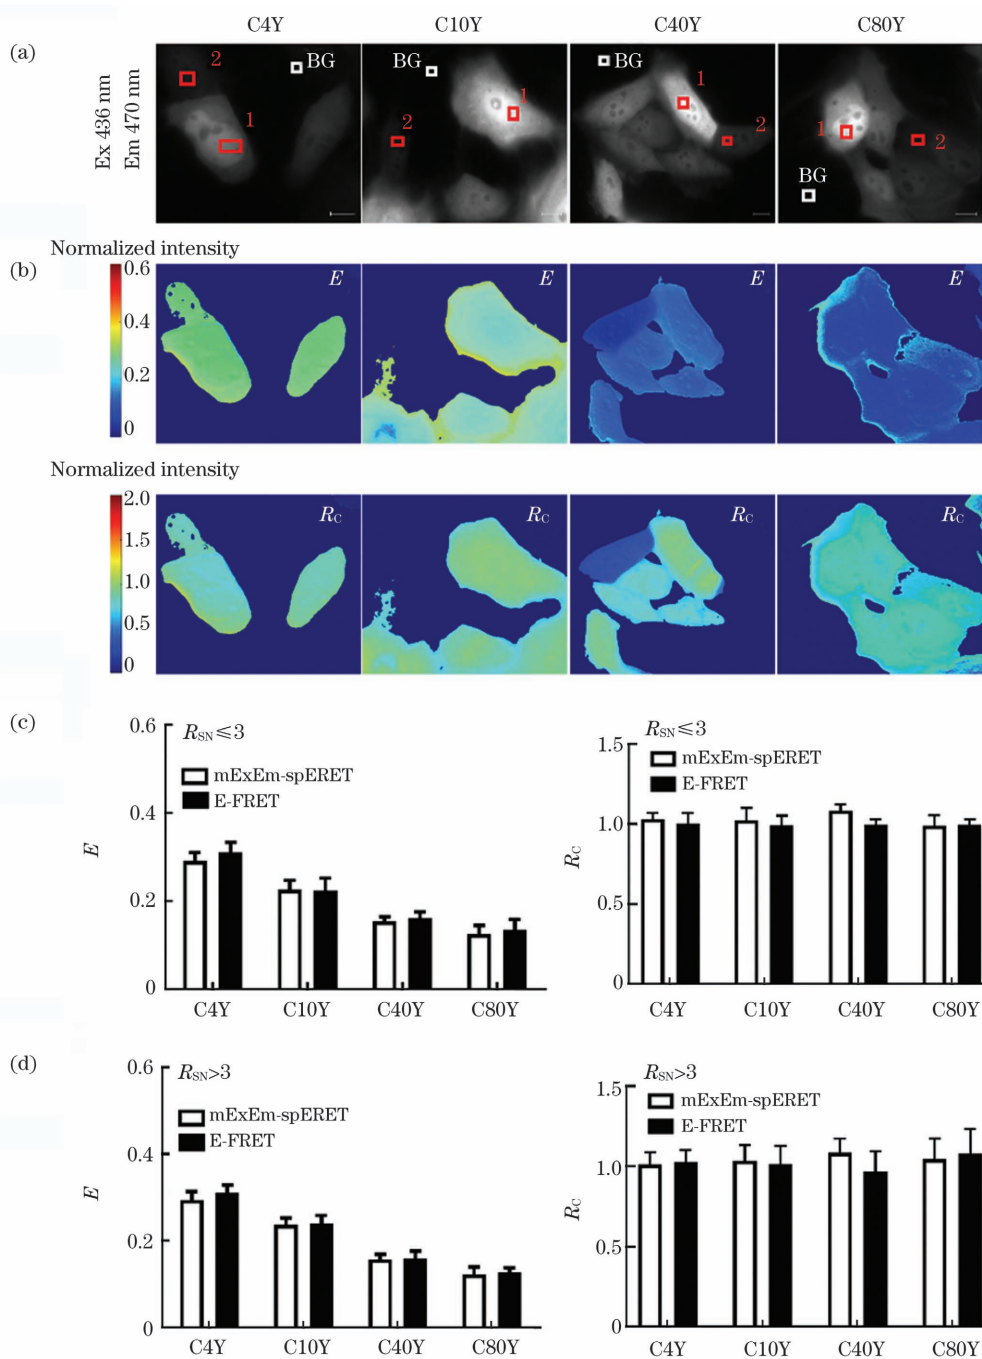 C4Y C10Y C40Y C80Y
(a)
Ex 436 nm
Em 470 nm
2 BG 1
BG 1 2
BG 1 2
1 2 BG
Normalized intensity
(b)
0.6
0.4
0.2
0
E E E E
Normalized intensity
2.0
1.5
1.0
0.5
0
RC RC RC RC
(c)
0.6
0.4
0.2
0
E
RSN≤3
mExEm-spERET
E-FRET
C4Y C10Y C40Y C80Y
1.5
1.0
0.5
0
RC
RSN≤3
mExEm-spERET
E-FRET
C4Y C10Y C40Y C80Y
(d)
0.6
0.4
0.2
0
E
RSN>3
mExEm-spERET
E-FRET
C4Y C10Y C40Y C80Y
1.5
1.0
0.5
0
RC
RSN>3
mExEm-spERET
E-FRET
C4Y C10Y C40Y C80Y